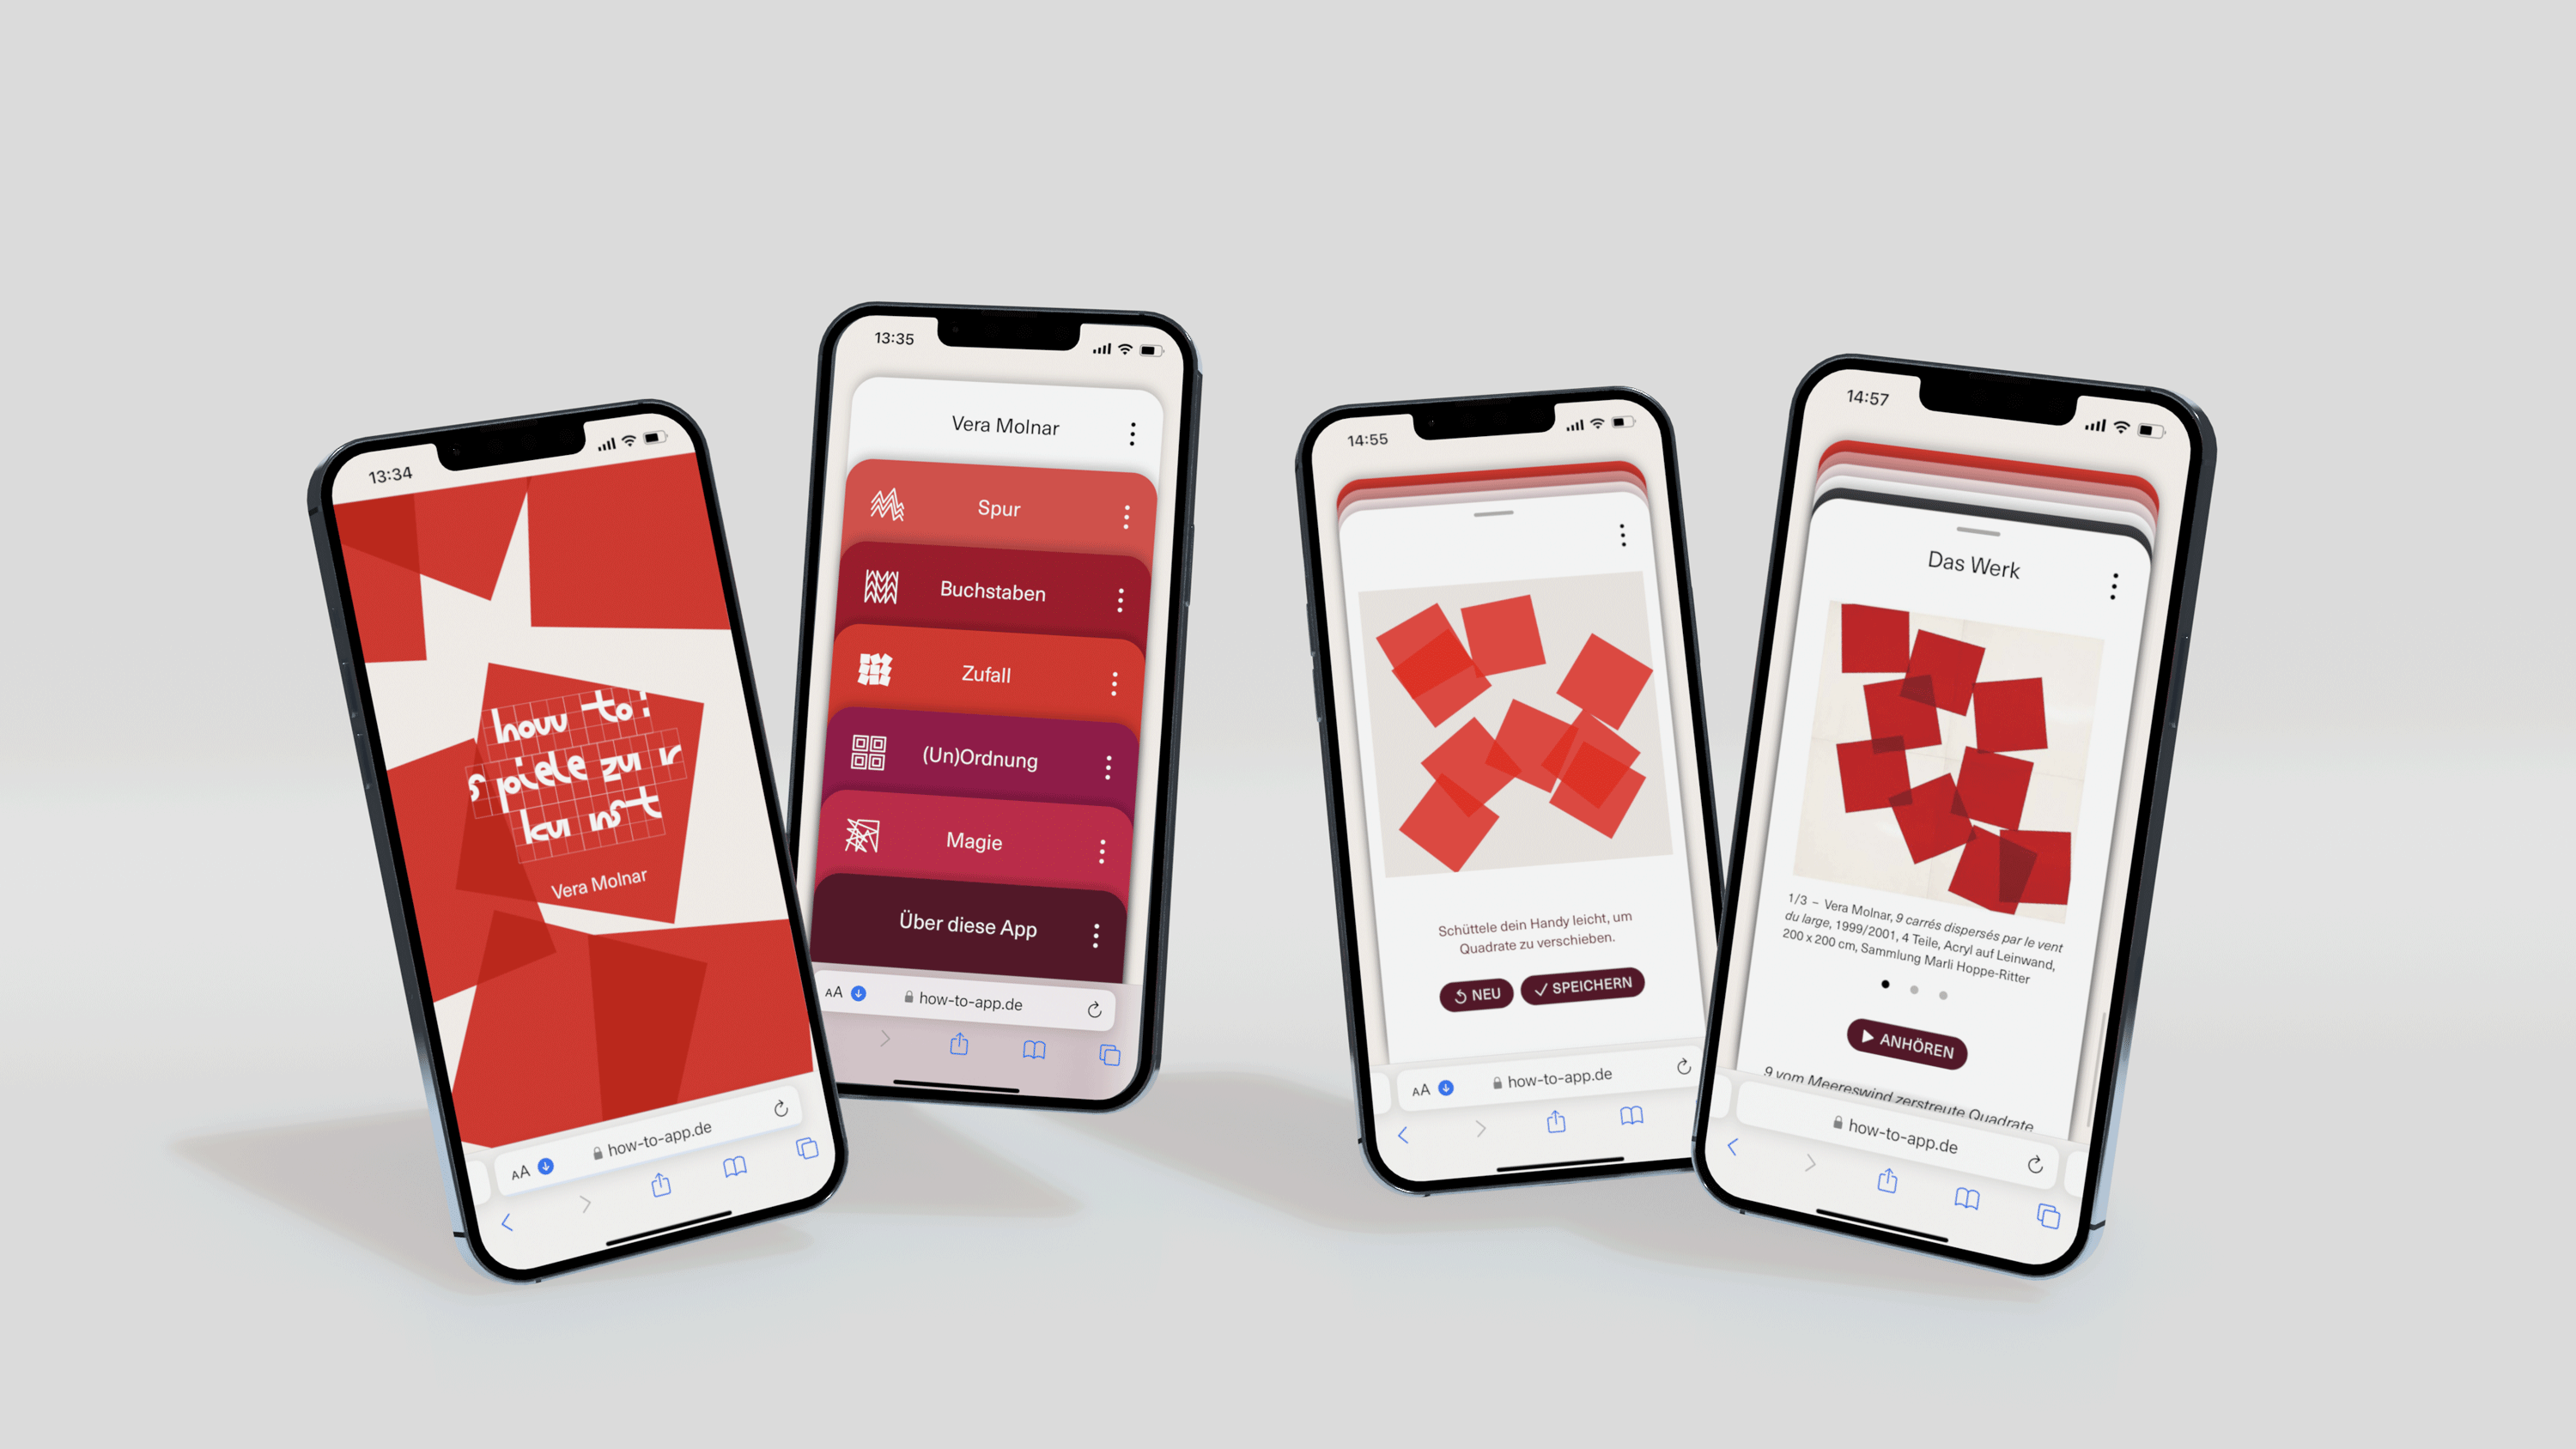 13:34
how to:
spiele zur
kunst
Vera Molnar
AA
how-to-app.de
13:35
Vera Molnar
Spur
Buchstaben
Zufall
(Un)Ordnung
Magie
Über diese App
AA
how-to-app.de
14:55
Schüttele dein Handy leicht, um
Quadrate zu verschieben.
NEU
SPEICHERN
AA
how-to-app.de
14:57
Das Werk
1/3 – Vera Molnar, 9 carrés dispersés par le vent
du large, 1999/2001, 4 Teile, Acryl auf Leinwand,
200 x 200 cm, Sammlung Marli Hoppe-Ritter
ANHÖREN
9 vom Meereswind zerstreute Quadrate
how-to-app.de